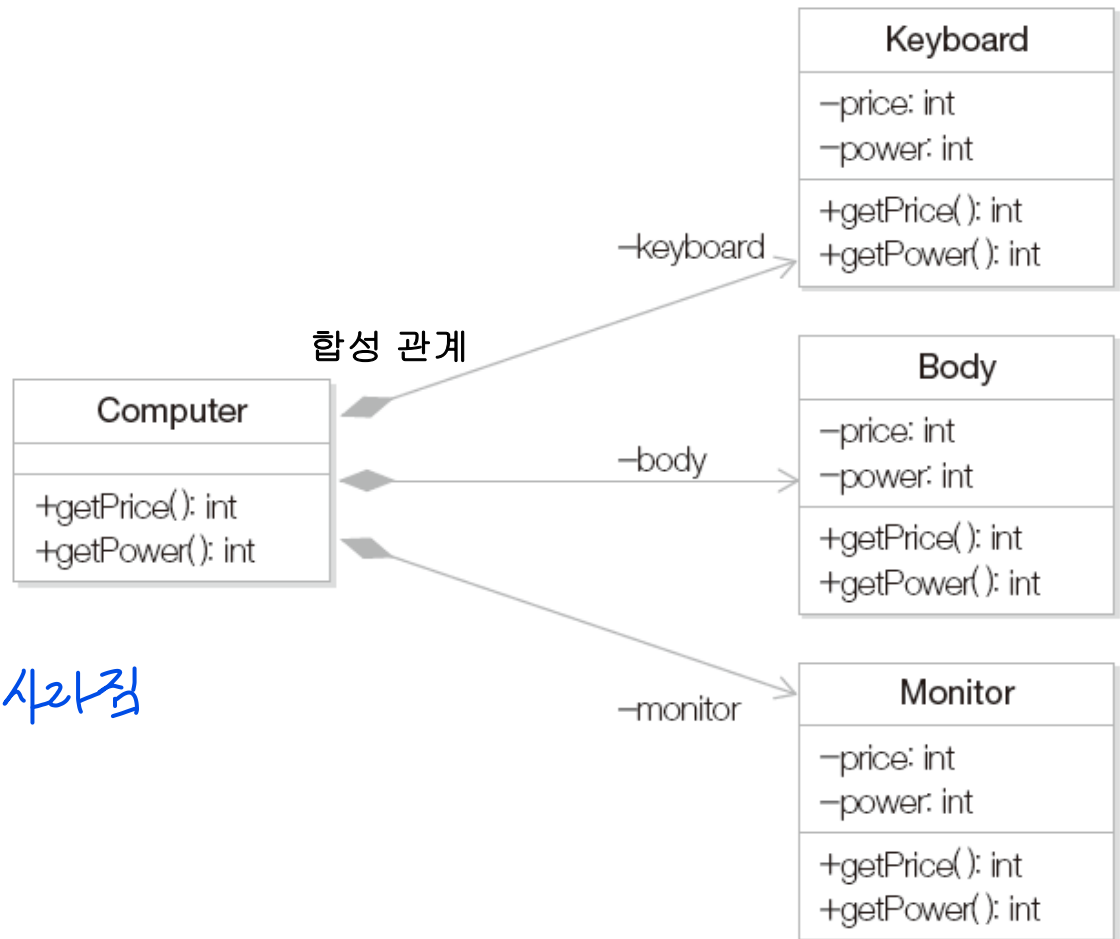 Keyboard
-price: int
-power: int
+getPrice(): int
+getPower(): int
-keyboard
합성 관계
Computer
+getPrice(): int
+getPower(): int
Body
-price: int
-power: int
+getPrice(): int
+getPower(): int
-body
사라짐
Monitor
-price: int
-power: int
+getPrice(): int
+getPower(): int
-monitor